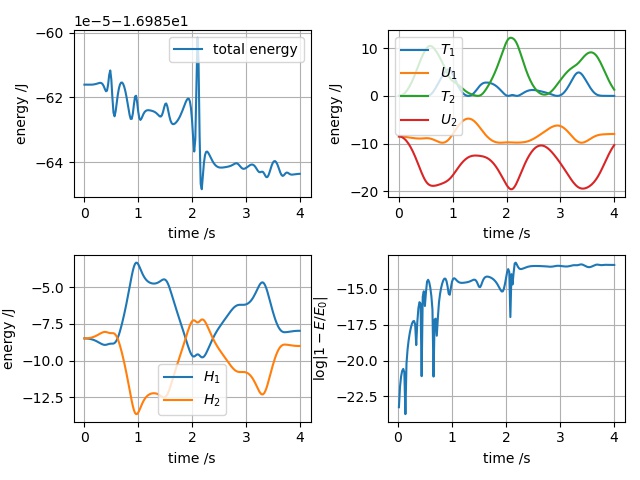 1e−5−1.6985e1
−60
−62
−64
energy /J
total energy
0 1 2 3 4
time /s
10
0
−10
−20
energy /J
T1
U1
T2
U2
0 1 2 3 4
time /s
−5.0
−7.5
−10.0
−12.5
energy /J
H1
H2
0 1 2 3 4
time /s
−15.0
−17.5
−20.0
−22.5
log|1 − E/E0|
0 1 2 3 4
time /s